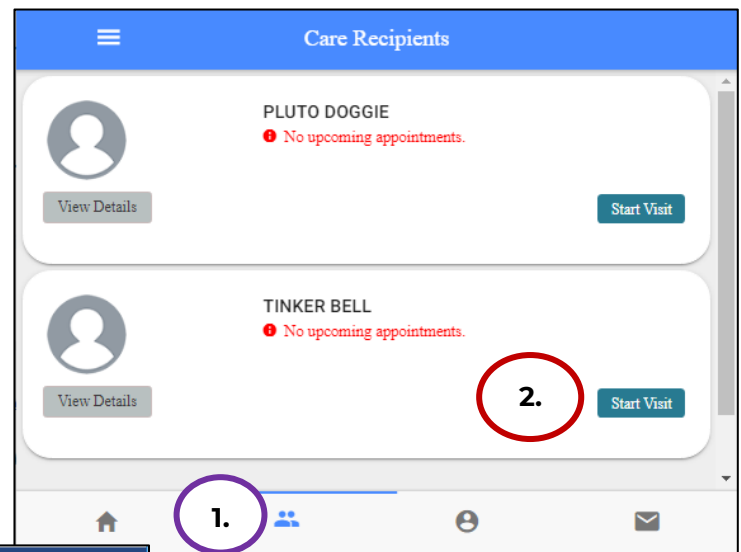 Care Recipients
PLUTO DOGGIE
No upcoming appointments.
View Details
Start Visit
TINKER BELL
No upcoming appointments.
2.
View Details
Start Visit
1.